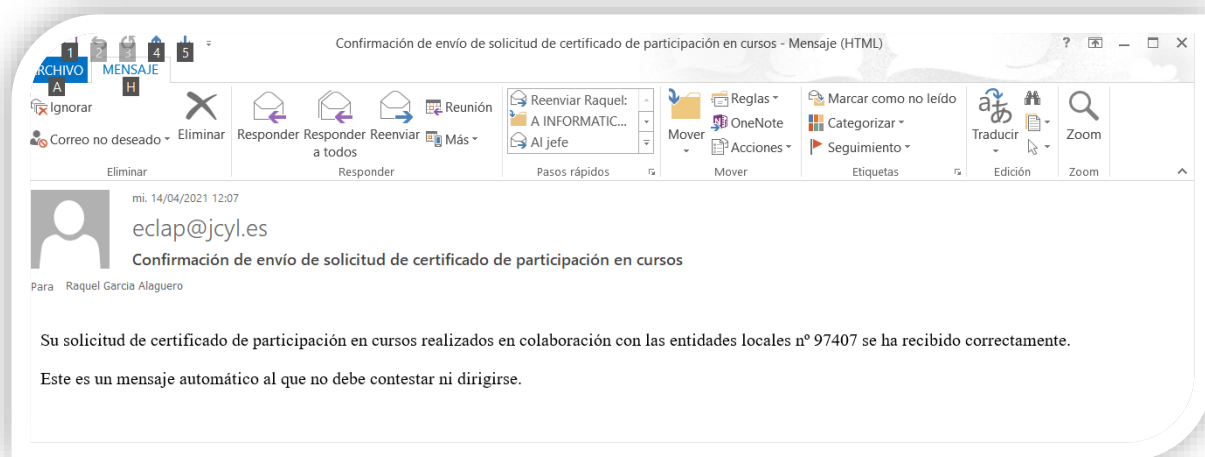 1 2 3 4 5
Confirmación de envío de solicitud de certificado de participación en cursos - Mensaje (HTML) ?
ARCHIVO MENSAJE
A H
Ignorar
Correo no deseado
Eliminar
Responder Responder a todos Reenviar
Reunión
Más
Reenviar Raquel:
A INFORMATIC...
Al jefe
Mover
Reglas
OneNote
Acciones
Marcar como no leído
Categorizar
Seguimiento
Traducir
Zoom
Eliminar Responder Pasos rápidos Mover Etiquetas Edición Zoom
mi. 14/04/2021 12:07
eclap@jcyl.es
Confirmación de envío de solicitud de certificado de participación en cursos
Para Raquel Garcia Alaguero
Su solicitud de certificado de participación en cursos realizados en colaboración con las entidades locales nº 97407 se ha recibido correctamente.
Este es un mensaje automático al que no debe contestar ni dirigirse.